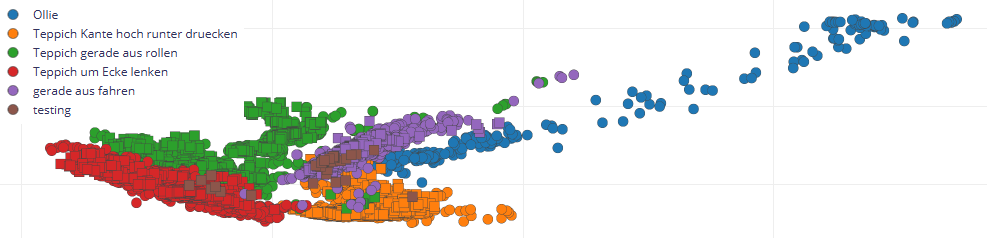 Ollie
Teppich Kante hoch runter druecken
Teppich gerade aus rollen
Teppich um Ecke lenken
gerade aus fahren
testing